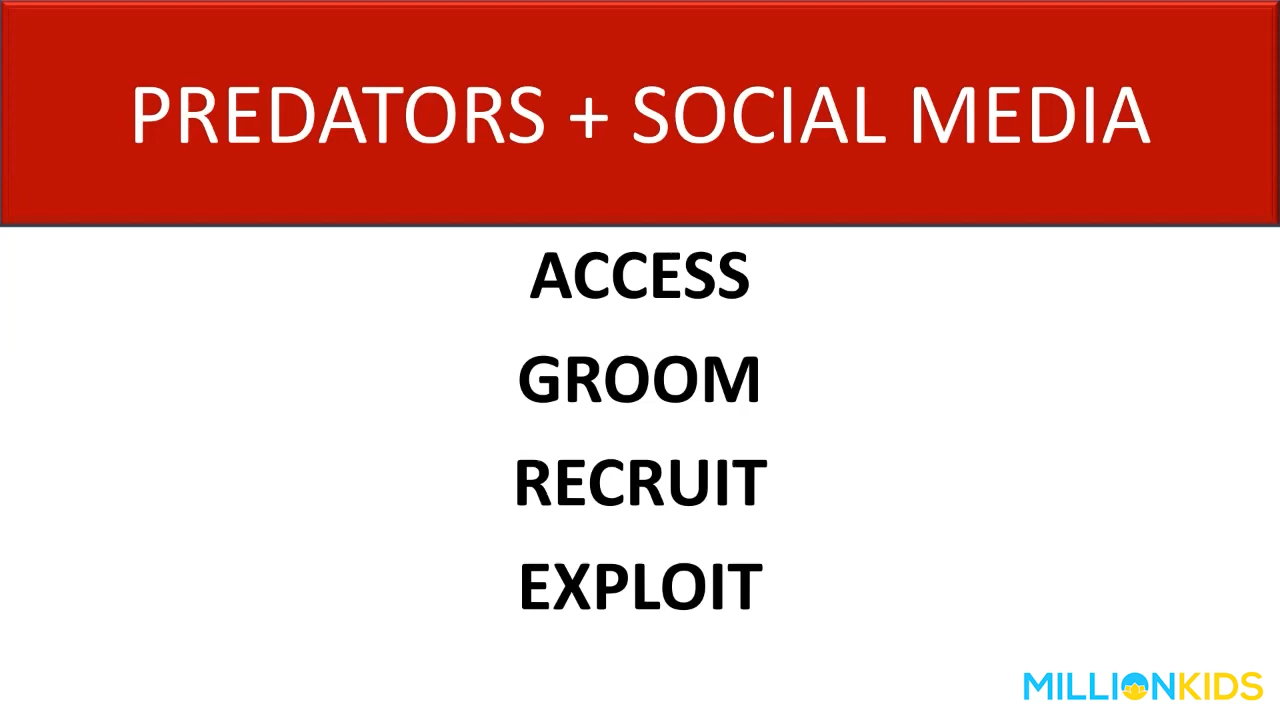 PREDATORS + SOCIAL MEDIA
ACCESS
GROOM
RECRUIT
EXPLOIT
MILLIONKIDS